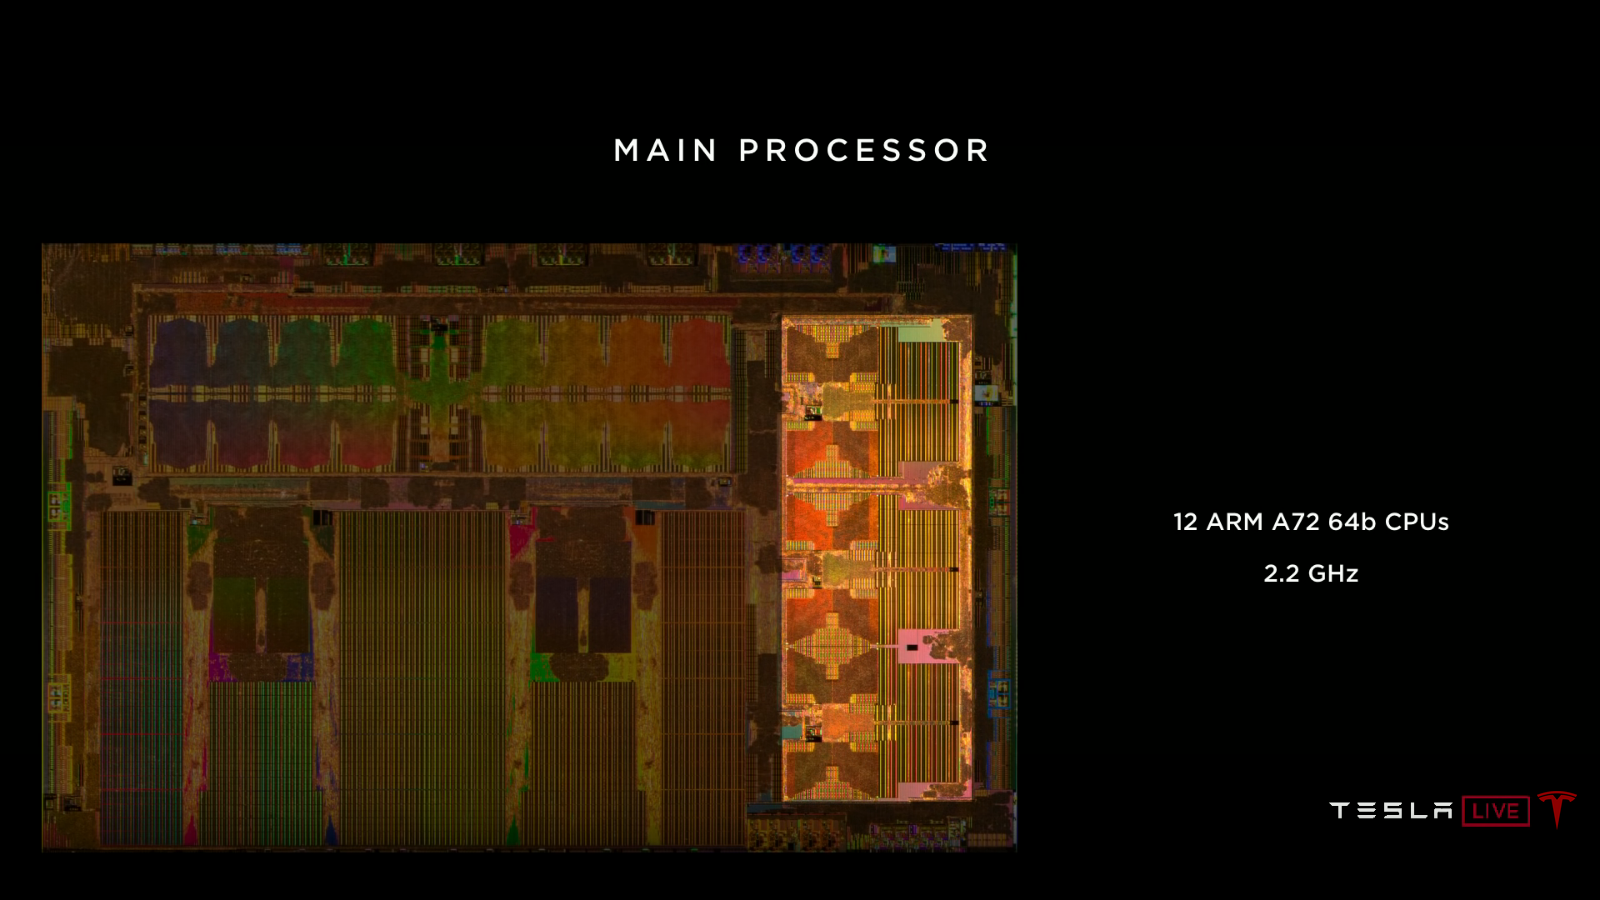 MAIN PROCESSOR
12 ARM A72 64b CPUs
2.2 GHz
TESLA LIVE